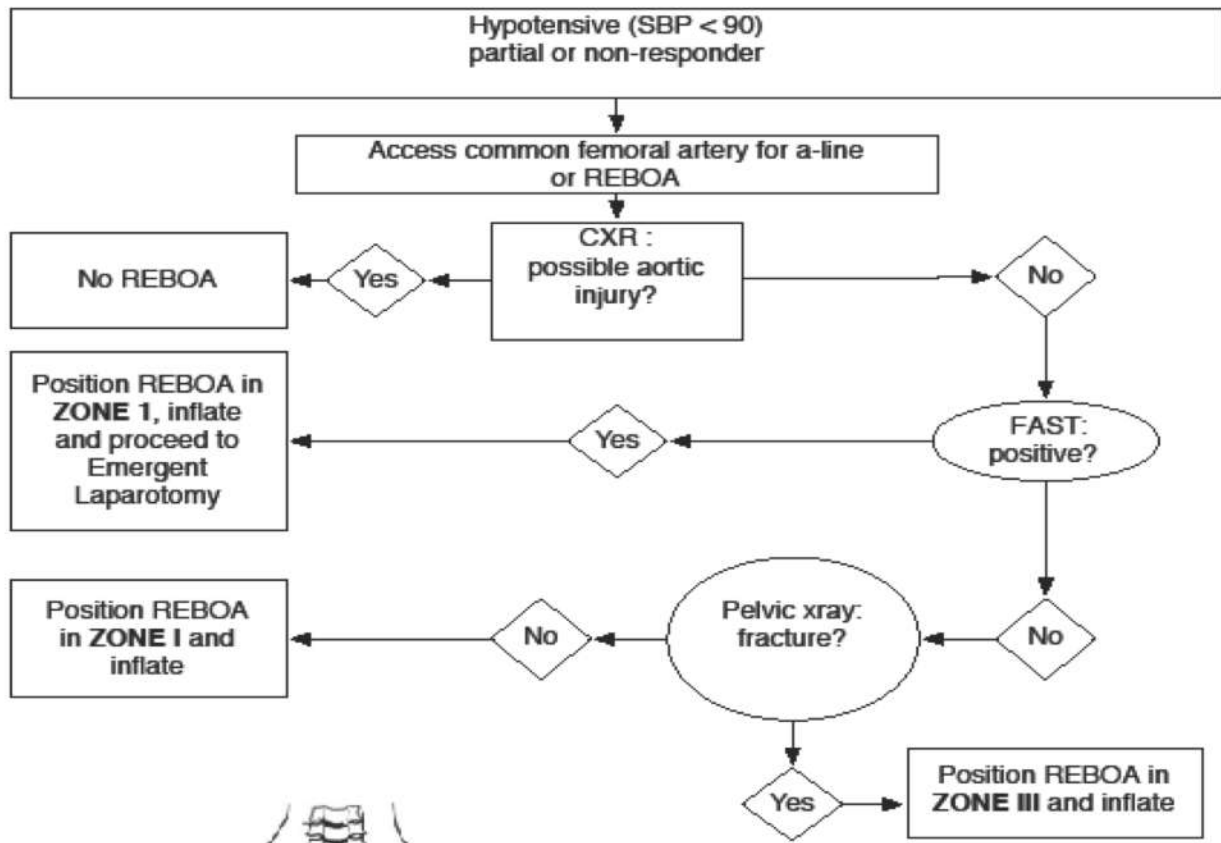 Hypotensive (SBP < 90)
partial or non-responder
Access common femoral artery for a-line
or REBOA
CXR :
possible aortic
injury?
Yes
No REBOA
No
FAST:
positive?
Yes
Position REBOA in
ZONE 1, inflate
and proceed to
Emergent
Laparotomy
No
Pelvic xray:
fracture?
No
Position REBOA
in ZONE I and
inflate
Yes
Position REBOA in
ZONE III and inflate